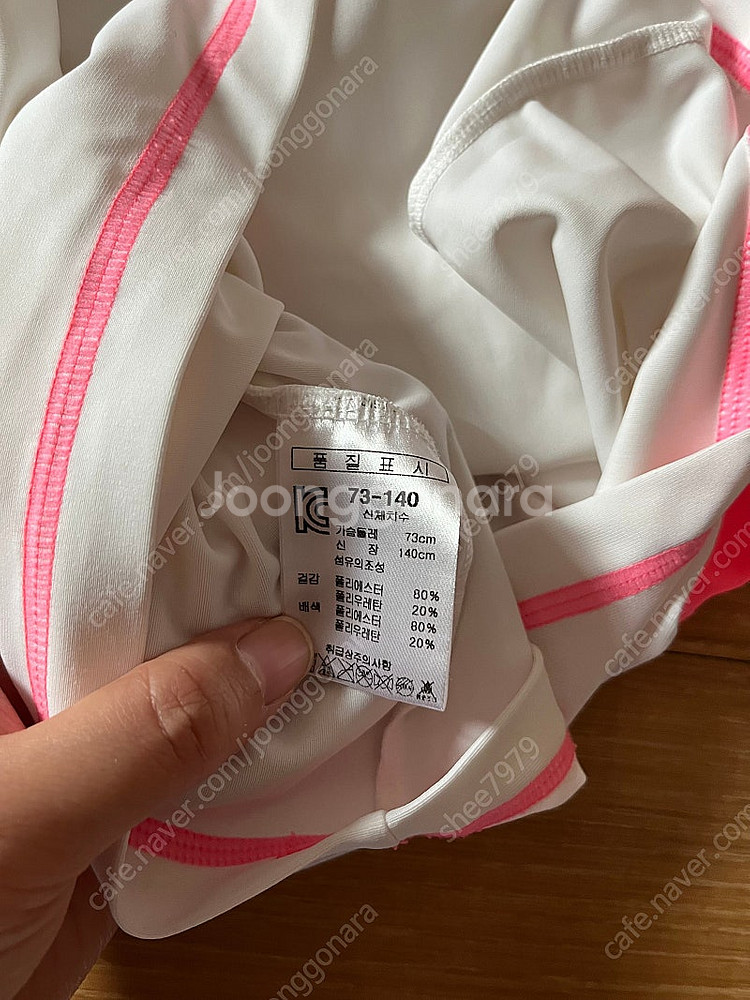 품 질 표 시
73-140
신체치수
가슴둘레 73cm
신 장 140cm
섬유의조성
겉감 폴리에스터 80%
폴리우레탄 20%
배색 폴리에스터 80%
폴리우레탄 20%
취급상주의사항
Joonggonara
cafe.naver.com/joonggonara
shee7979